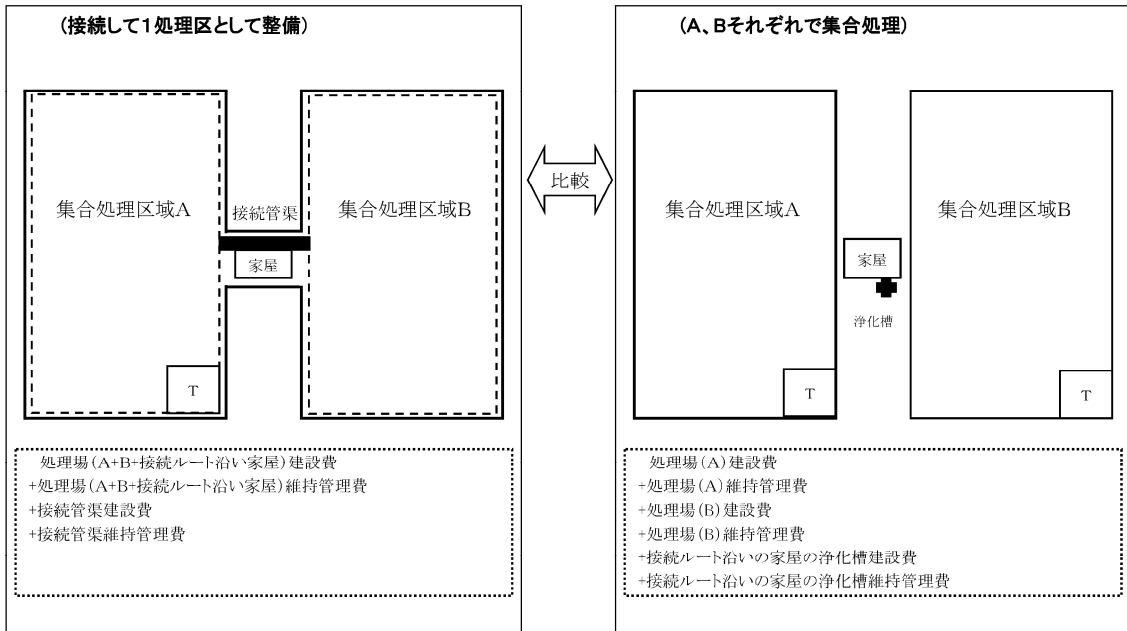 (接続して１処理区として整備)
集合処理区域A
接続管渠
集合処理区域B
家屋
T
処理場(A+B+接続ルート沿い家屋)建設費
+処理場(A+B+接続ルート沿い家屋)維持管理費
+接続管渠建設費
+接続管渠維持管理費
比較
(A、Bそれぞれで集合処理)
集合処理区域A
集合処理区域B
家屋
浄化槽
T
T
処理場(A)建設費
+処理場(A)維持管理費
+処理場(B)建設費
+処理場(B)維持管理費
+接続ルート沿いの家屋の浄化槽建設費
+接続ルート沿いの家屋の浄化槽維持管理費